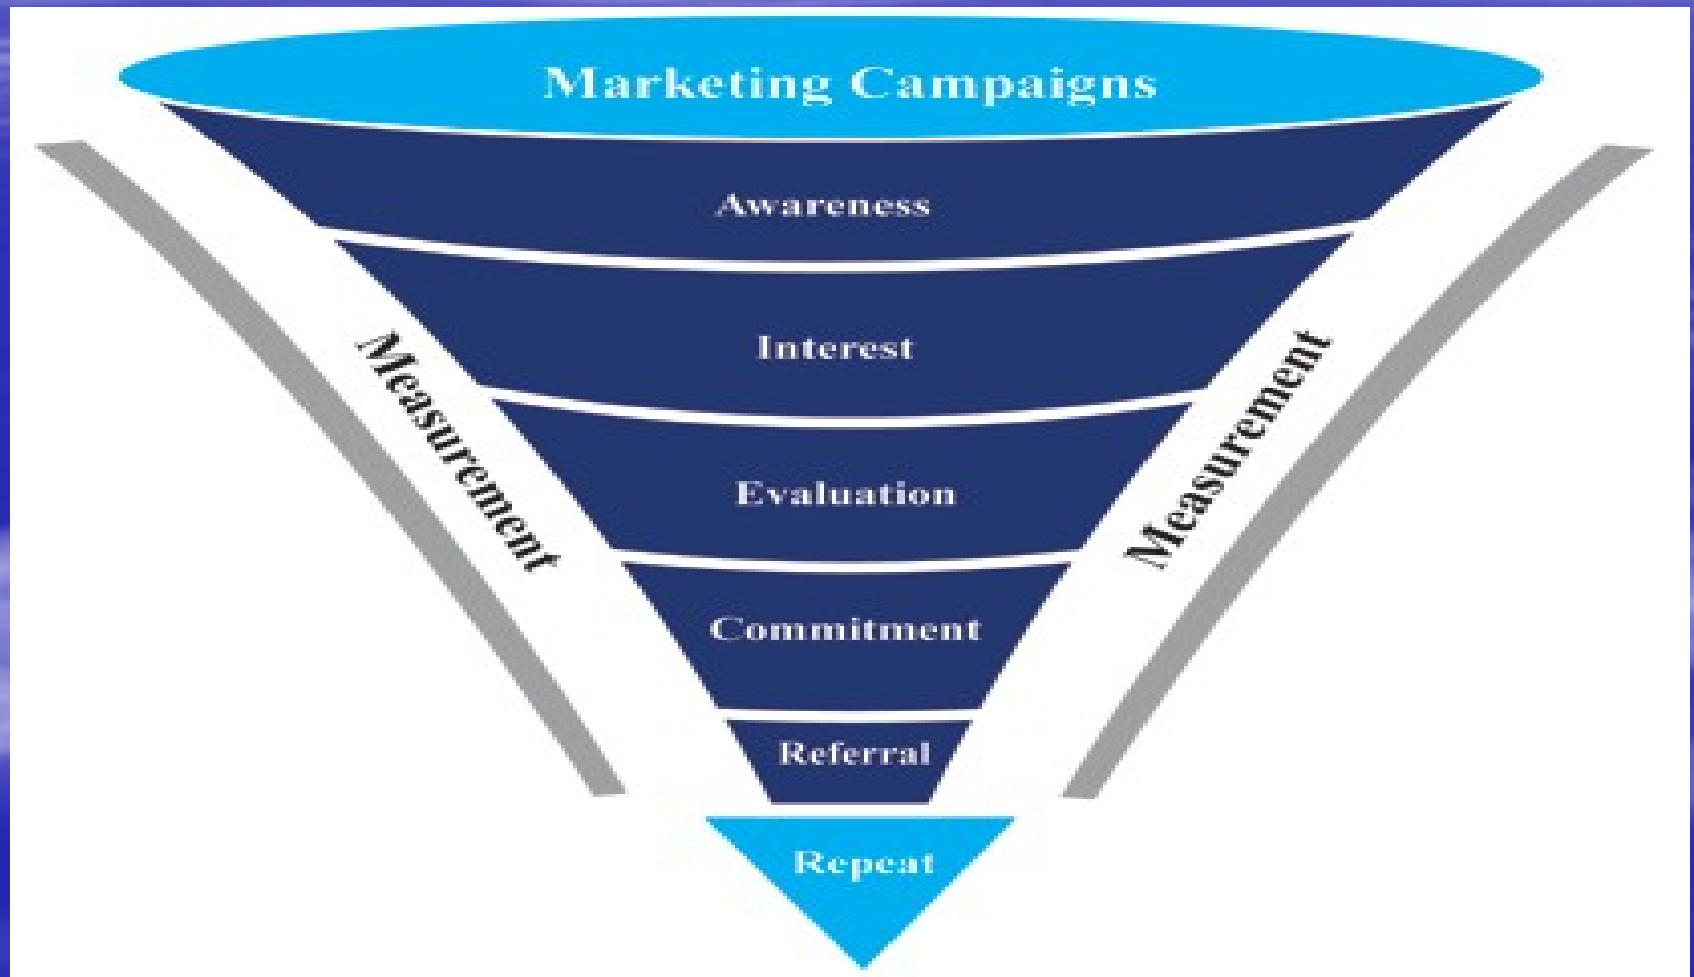 Marketing Campaigns
Awareness
Interest
Measurement
Measurement
Evaluation
Commitment
Referral
Repeat